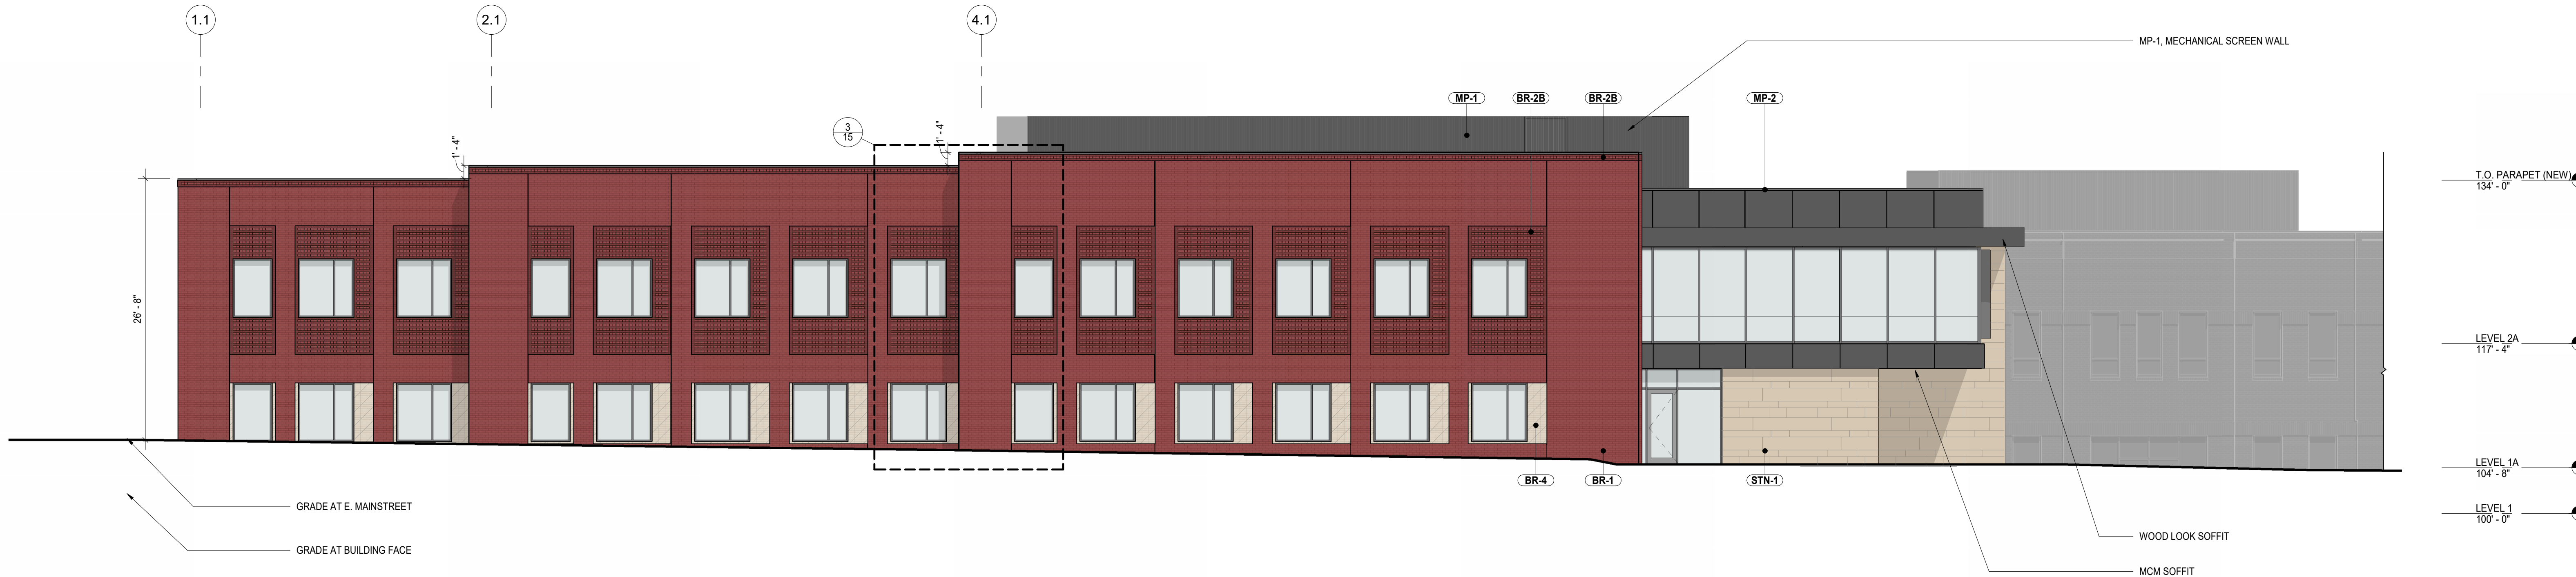 1.1
2.1
4.1
MP-1, MECHANICAL SCREEN WALL
MP-1
BR-2B
BR-2B
MP-2
3
15
1' - 4"
1' - 4"
26' - 8"
T.O. PARAPET (NEW)
134' - 0"
LEVEL 2A
117' - 4"
LEVEL 1A
104' - 8"
LEVEL 1
100' - 0"
BR-4
BR-1
STN-1
GRADE AT E. MAINSTREET
GRADE AT BUILDING FACE
WOOD LOOK SOFFIT
MCM SOFFIT